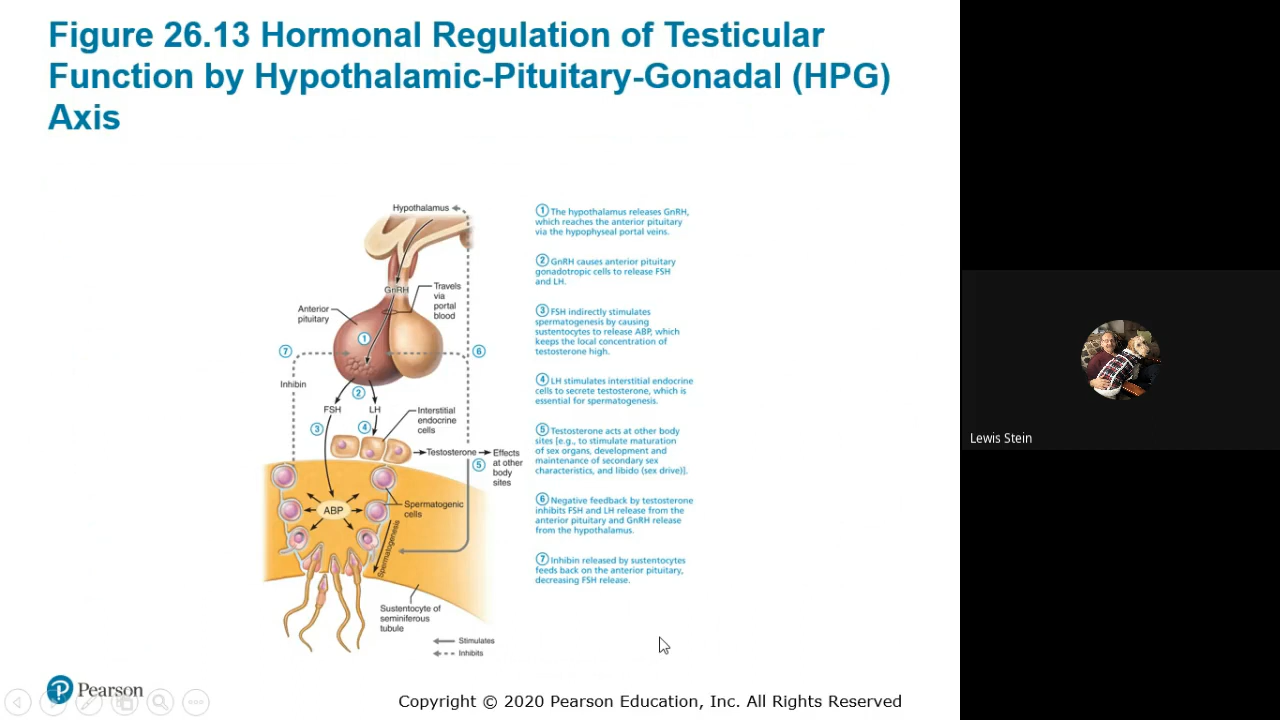 Figure 26.13 Hormonal Regulation of Testicular
Function by Hypothalamic-Pituitary-Gonadal (HPG)
Axis
Hypothalamus
GnRH
Travels
via
portal
blood
Anterior
pituitary
1
7
6
Inhibin
2
FSH
LH
3
4
Interstitial
endocrine
cells
Testosterone
5
Effects
at other
body
sites
ABP
Spermatogenic
cells
Spermatogenesis
Sustentocyte of
seminiferous
tubule
Stimulates
Inhibits
1 The hypothalamus releases GnRH,
which reaches the anterior pituitary
via the hypophyseal portal veins.
2 GnRH causes anterior pituitary
gonadotropic cells to release FSH
and LH.
3 FSH indirectly stimulates
spermatogenesis by causing
sustentocytes to release ABP, which
keeps the local concentration of
testosterone high.
4 LH stimulates interstitial endocrine
cells to secrete testosterone, which is
essential for spermatogenesis.
5 Testosterone acts at other body
sites [e.g., to stimulate maturation
of sex organs, development and
maintenance of secondary sex
characteristics, and libido (sex drive)].
6 Negative feedback by testosterone
inhibits FSH and LH release from the
anterior pituitary and GnRH release
from the hypothalamus.
7 Inhibin released by sustentocytes
feeds back on the anterior pituitary,
decreasing FSH release.
P Pearson
Copyright © 2020 Pearson Education, Inc. All Rights Reserved
Lewis Stein